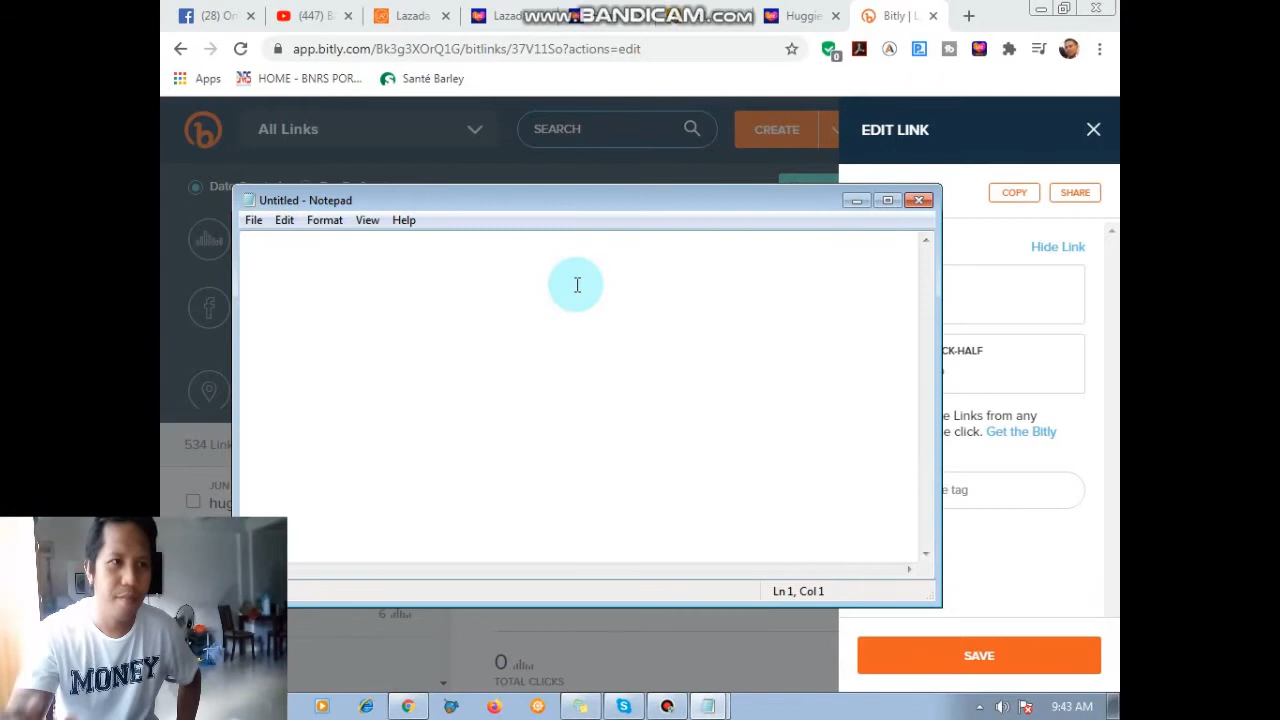 (28) On
(447) B
Lazada
Lazad
WWW.BANDICAM.COM
Huggie
Bitly | L
app.bitly.com/Bk3g3XOrQ1G/bitlinks/37V11So?actions=edit
0
Apps
HOME - BNRS POR...
Santé Barley
b
All Links
SEARCH
CREATE
EDIT LINK
COPY
SHARE
Untitled - Notepad
File Edit Format View Help
Hide Link
CK-HALF
e Links from any
e click. Get the Bitly
534 Link
e tag
JUN
hug
Ln 1, Col 1
6
SAVE
0
TOTAL CLICKS
MONEY
9:43 AM